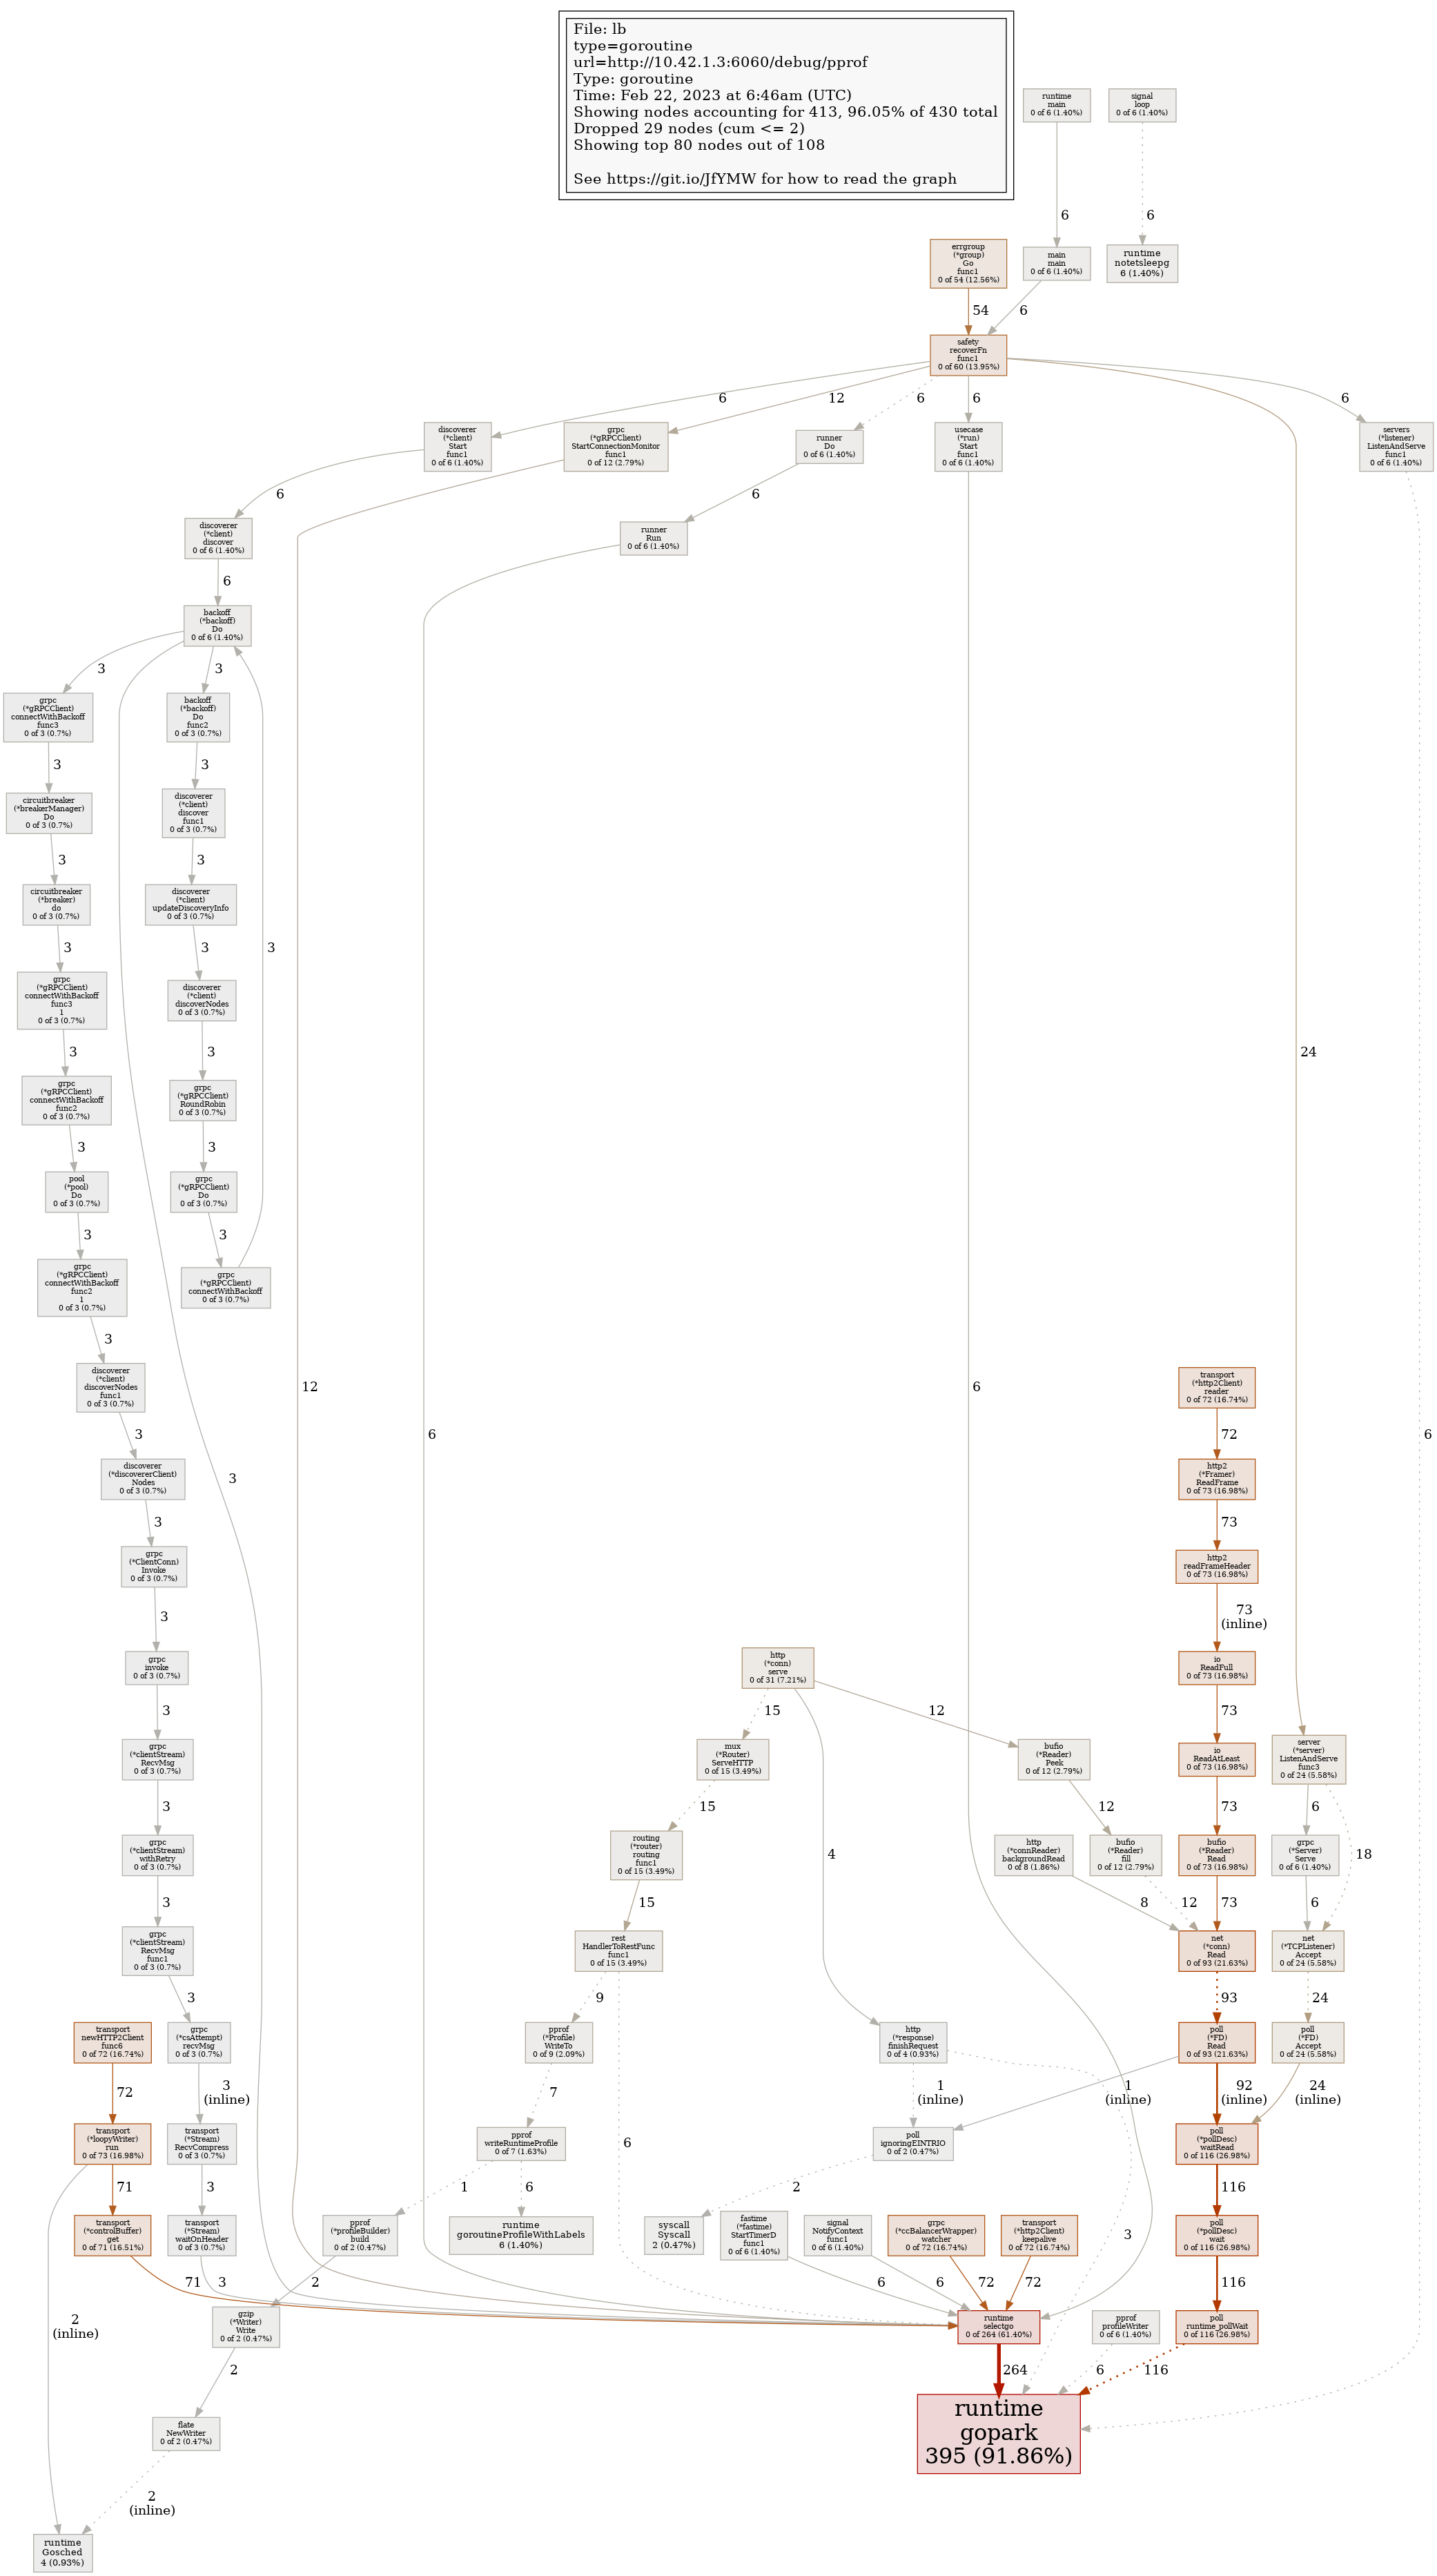 File: lb
type=goroutine
url=http://10.42.1.3:6060/debug/pprof
Type: goroutine
Time: Feb 22, 2023 at 6:46am (UTC)
Showing nodes accounting for 413, 96.05% of 430 total
Dropped 29 nodes (cum <= 2)
Showing top 80 nodes out of 108
See https://git.io/JfYMW for how to read the graph
runtime
main
0 of 6 (1.40%)
signal
loop
0 of 6 (1.40%)
6
6
errgroup
(*group)
Go
func1
0 of 54 (12.56%)
main
main
0 of 6 (1.40%)
runtime
notetsleepg
6 (1.40%)
54
6
safety
recoverFn
func1
0 of 60 (13.95%)
6
12
6
6
24
6
discoverer
(*client)
Start
func1
0 of 6 (1.40%)
grpc
(*gRPCClient)
StartConnectionMonitor
func1
0 of 12 (2.79%)
runner
Do
0 of 6 (1.40%)
usecase
(*run)
Start
func1
0 of 6 (1.40%)
servers
(*listener)
ListenAndServe
func1
0 of 6 (1.40%)
6
12
6
6
6
discoverer
(*client)
discover
0 of 6 (1.40%)
runner
Run
0 of 6 (1.40%)
6
6
backoff
(*backoff)
Do
0 of 6 (1.40%)
3
3
3
grpc
(*gRPCClient)
connectWithBackoff
func3
0 of 3 (0.7%)
backoff
(*backoff)
Do
func2
0 of 3 (0.7%)
3
3
circuitbreaker
(*breakerManager)
Do
0 of 3 (0.7%)
discoverer
(*client)
discover
func1
0 of 3 (0.7%)
3
3
circuitbreaker
(*breaker)
do
0 of 3 (0.7%)
discoverer
(*client)
updateDiscoveryInfo
0 of 3 (0.7%)
3
3
3
grpc
(*gRPCClient)
connectWithBackoff
func3
1
0 of 3 (0.7%)
discoverer
(*client)
discoverNodes
0 of 3 (0.7%)
3
3
grpc
(*gRPCClient)
connectWithBackoff
func2
0 of 3 (0.7%)
grpc
(*gRPCClient)
RoundRobin
0 of 3 (0.7%)
3
3
pool
(*pool)
Do
0 of 3 (0.7%)
grpc
(*gRPCClient)
Do
0 of 3 (0.7%)
3
3
grpc
(*gRPCClient)
connectWithBackoff
func2
1
0 of 3 (0.7%)
grpc
(*gRPCClient)
connectWithBackoff
0 of 3 (0.7%)
3
discoverer
(*client)
discoverNodes
func1
0 of 3 (0.7%)
transport
(*http2Client)
reader
0 of 72 (16.74%)
3
72
discoverer
(*discovererClient)
Nodes
0 of 3 (0.7%)
http2
(*Framer)
ReadFrame
0 of 73 (16.98%)
3
73
grpc
(*ClientConn)
Invoke
0 of 3 (0.7%)
http2
readFrameHeader
0 of 73 (16.98%)
3
73
(inline)
grpc
invoke
0 of 3 (0.7%)
http
(*conn)
serve
0 of 31 (7.21%)
io
ReadFull
0 of 73 (16.98%)
3
15
4
12
73
grpc
(*clientStream)
RecvMsg
0 of 3 (0.7%)
mux
(*Router)
ServeHTTP
0 of 15 (3.49%)
bufio
(*Reader)
Peek
0 of 12 (2.79%)
io
ReadAtLeast
0 of 73 (16.98%)
server
(*server)
ListenAndServe
func3
0 of 24 (5.58%)
3
15
12
73
6
18
grpc
(*clientStream)
withRetry
0 of 3 (0.7%)
routing
(*router)
routing
func1
0 of 15 (3.49%)
http
(*connReader)
backgroundRead
0 of 8 (1.86%)
bufio
(*Reader)
fill
0 of 12 (2.79%)
bufio
(*Reader)
Read
0 of 73 (16.98%)
grpc
(*Server)
Serve
0 of 6 (1.40%)
3
15
8
12
73
6
grpc
(*clientStream)
RecvMsg
func1
0 of 3 (0.7%)
rest
HandlerToRestFunc
func1
0 of 15 (3.49%)
net
(*conn)
Read
0 of 93 (21.63%)
net
(*TCPListener)
Accept
0 of 24 (5.58%)
3
9
6
93
24
transport
newHTTP2Client
func6
0 of 72 (16.74%)
grpc
(*csAttempt)
recvMsg
0 of 3 (0.7%)
pprof
(*Profile)
WriteTo
0 of 9 (2.09%)
http
(*response)
finishRequest
0 of 4 (0.93%)
poll
(*FD)
Read
0 of 93 (21.63%)
poll
(*FD)
Accept
0 of 24 (5.58%)
72
3
(inline)
7
1
(inline)
3
1
(inline)
92
(inline)
24
(inline)
transport
(*loopyWriter)
run
0 of 73 (16.98%)
transport
(*Stream)
RecvCompress
0 of 3 (0.7%)
pprof
writeRuntimeProfile
0 of 7 (1.63%)
poll
ignoringEINTRIO
0 of 2 (0.47%)
poll
(*pollDesc)
waitRead
0 of 116 (26.98%)
2
(inline)
71
3
1
6
2
116
transport
(*controlBuffer)
get
0 of 71 (16.51%)
transport
(*Stream)
waitOnHeader
0 of 3 (0.7%)
pprof
(*profileBuilder)
build
0 of 2 (0.47%)
runtime
goroutineProfileWithLabels
6 (1.40%)
syscall
Syscall
2 (0.47%)
fastime
(*fastime)
StartTimerD
func1
0 of 6 (1.40%)
signal
NotifyContext
func1
0 of 6 (1.40%)
grpc
(*ccBalancerWrapper)
watcher
0 of 72 (16.74%)
transport
(*http2Client)
keepalive
0 of 72 (16.74%)
poll
(*pollDesc)
wait
0 of 116 (26.98%)
71
3
2
6
6
72
72
116
gzip
(*Writer)
Write
0 of 2 (0.47%)
runtime
selectgo
0 of 264 (61.40%)
pprof
profileWriter
0 of 6 (1.40%)
poll
runtime_pollWait
0 of 116 (26.98%)
2
264
6
116
flate
NewWriter
0 of 2 (0.47%)
runtime
gopark
395 (91.86%)
2
(inline)
runtime
Gosched
4 (0.93%)